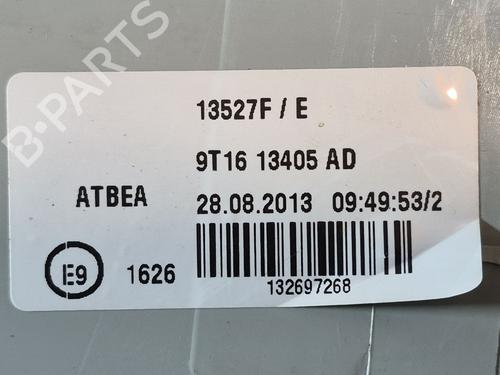 13527F / E
9T16 13405 AD
ATBEA 28.08.2013 09:49:53/2
E9 1626
132697268
B-PARTS